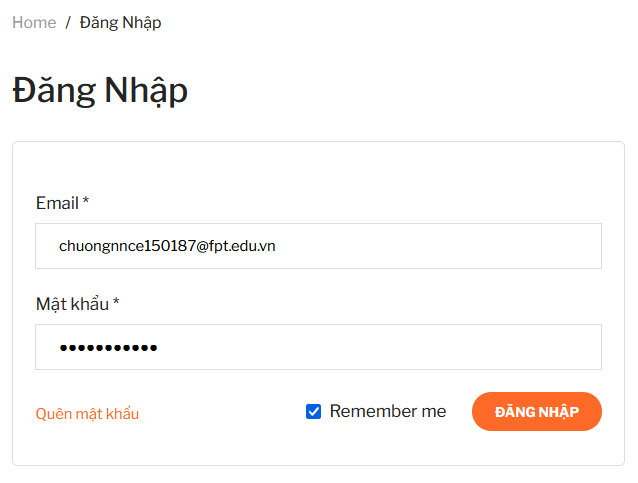 Home / Đăng Nhập
Đăng Nhập
Email *
chuongnnce150187@fpt.edu.vn
Mật khẩu *
•••••••••••
Quên mật khẩu
Remember me
ĐĂNG NHẬP